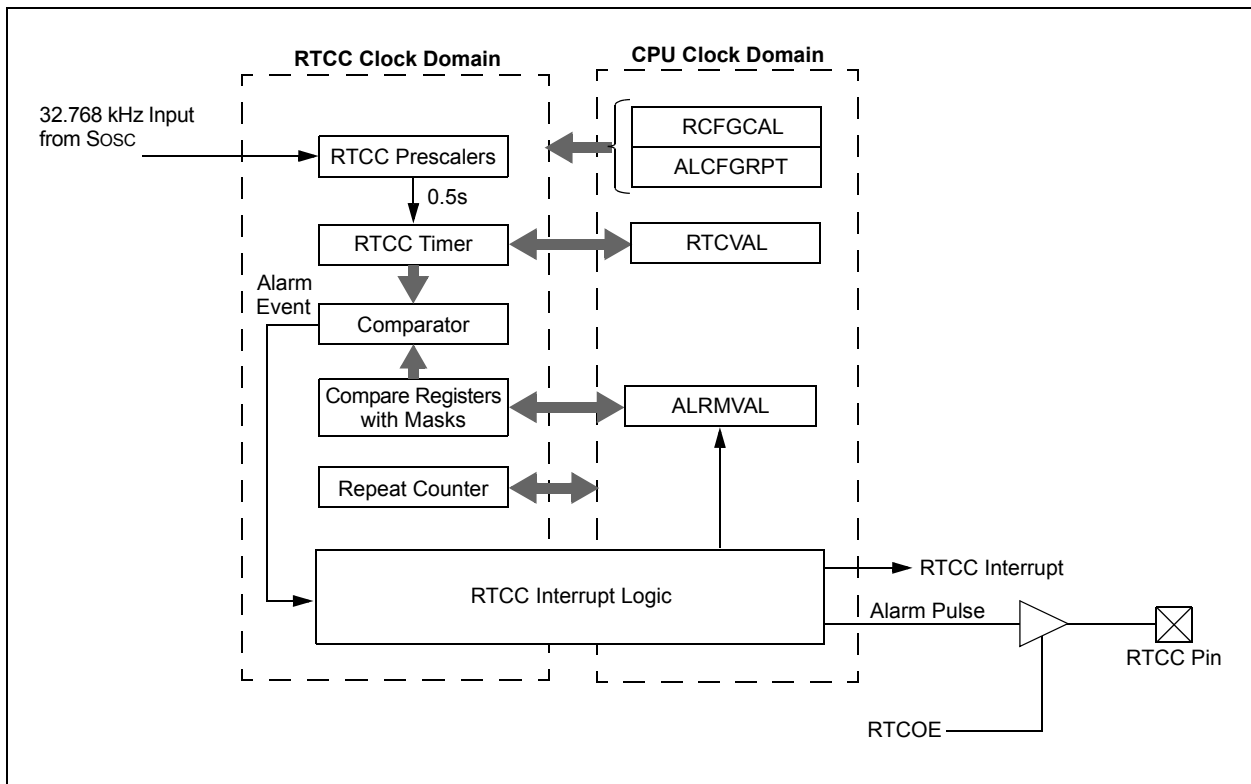 RTCC Clock Domain
CPU Clock Domain
32.768 kHz Input
from SOSC
RTCC Prescalers
0.5s
RTCC Timer
Alarm
Event
Comparator
Compare Registers
with Masks
Repeat Counter
RCFGCAL
ALCFGRPT
RTCVAL
ALRMVAL
RTCC Interrupt Logic
RTCC Interrupt
Alarm Pulse
RTCC Pin
RTCOE